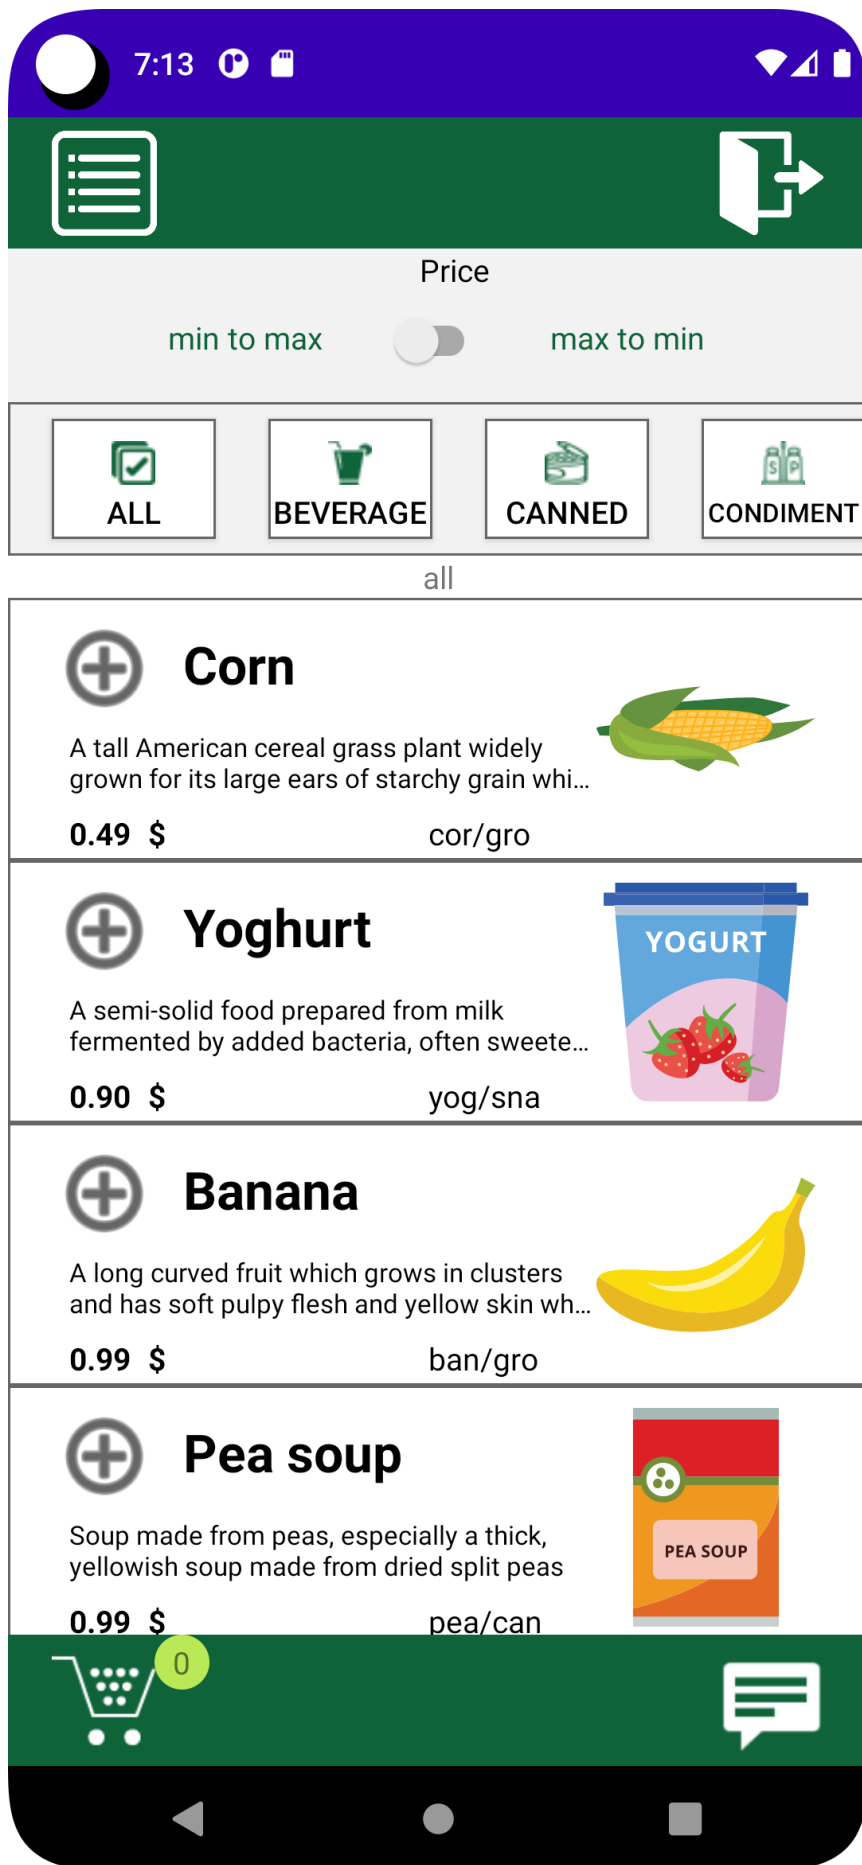 7:13
Price
min to max
max to min
ALL
BEVERAGE
CANNED
CONDIMENT
all
Corn
A tall American cereal grass plant widely
grown for its large ears of starchy grain whi...
0.49 $
cor/gro
Yoghurt
YOGURT
A semi-solid food prepared from milk
fermented by added bacteria, often sweete...
0.90 $
yog/sna
Banana
A long curved fruit which grows in clusters
and has soft pulpy flesh and yellow skin wh...
0.99 $
ban/gro
Pea soup
PEA SOUP
Soup made from peas, especially a thick,
yellowish soup made from dried split peas
0.99 $
pea/can
0